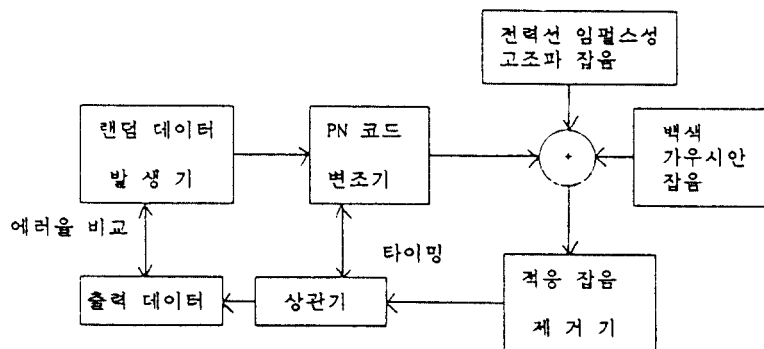 전력선 임펄스성
고조파 잡음
랜덤 데이터
발 생 기
PN 코드
변조기
+
백색
가우시안
잡음
에러율 비교
타이밍
적응 잡음
제 거 기
출력 데이터
상관기